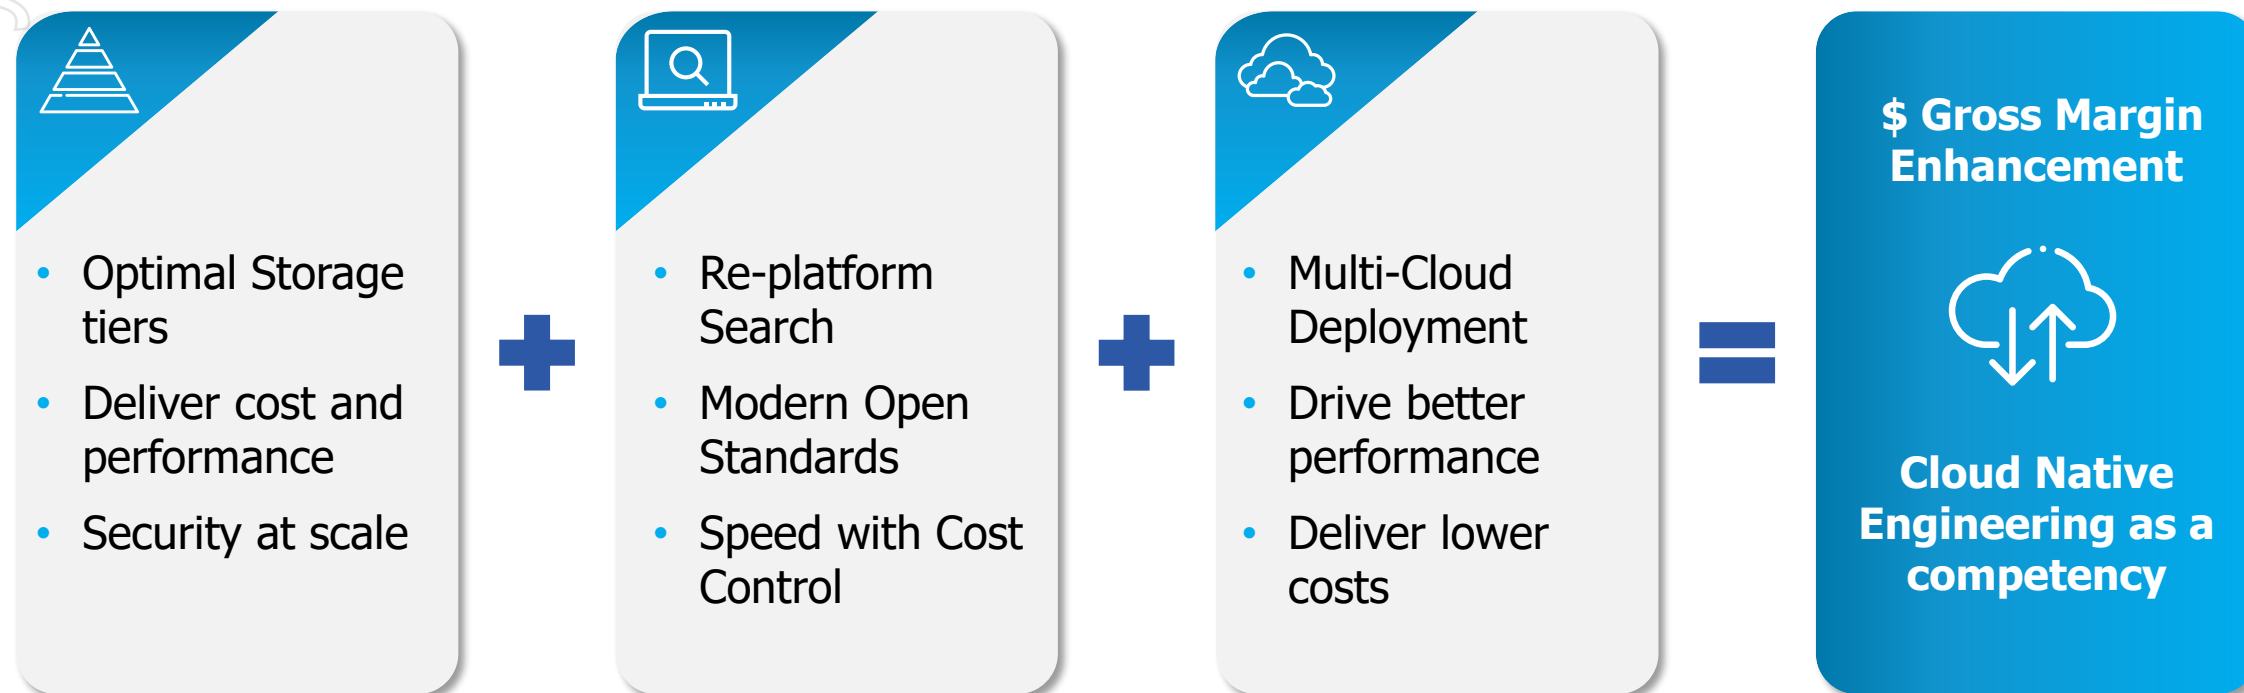 • Optimal Storage
tiers
• Deliver cost and
performance
• Security at scale
• Re-platform
Search
• Modern Open
Standards
• Speed with Cost
Control
• Multi-Cloud
Deployment
• Drive better
performance
• Deliver lower
costs
$ Gross Margin
Enhancement
Cloud Native
Engineering as a
competency